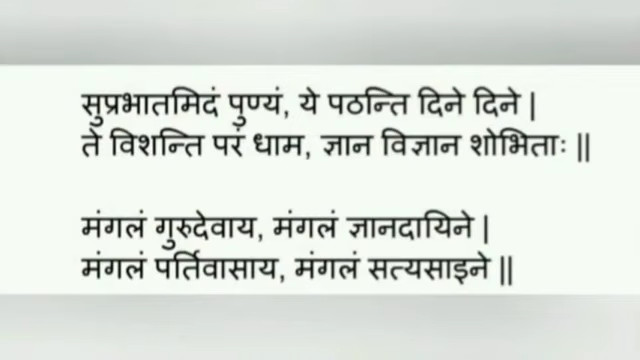 सुप्रभातमिदं पुण्यं, ये पठन्ति दिने दिने |
ते विशन्ति परं धाम, ज्ञान विज्ञान शोभिताः ||
मंगलं गुरुदेवाय, मंगलं ज्ञानदायिने |
मंगलं पर्तिवासाय, मंगलं सत्यसाइने ||